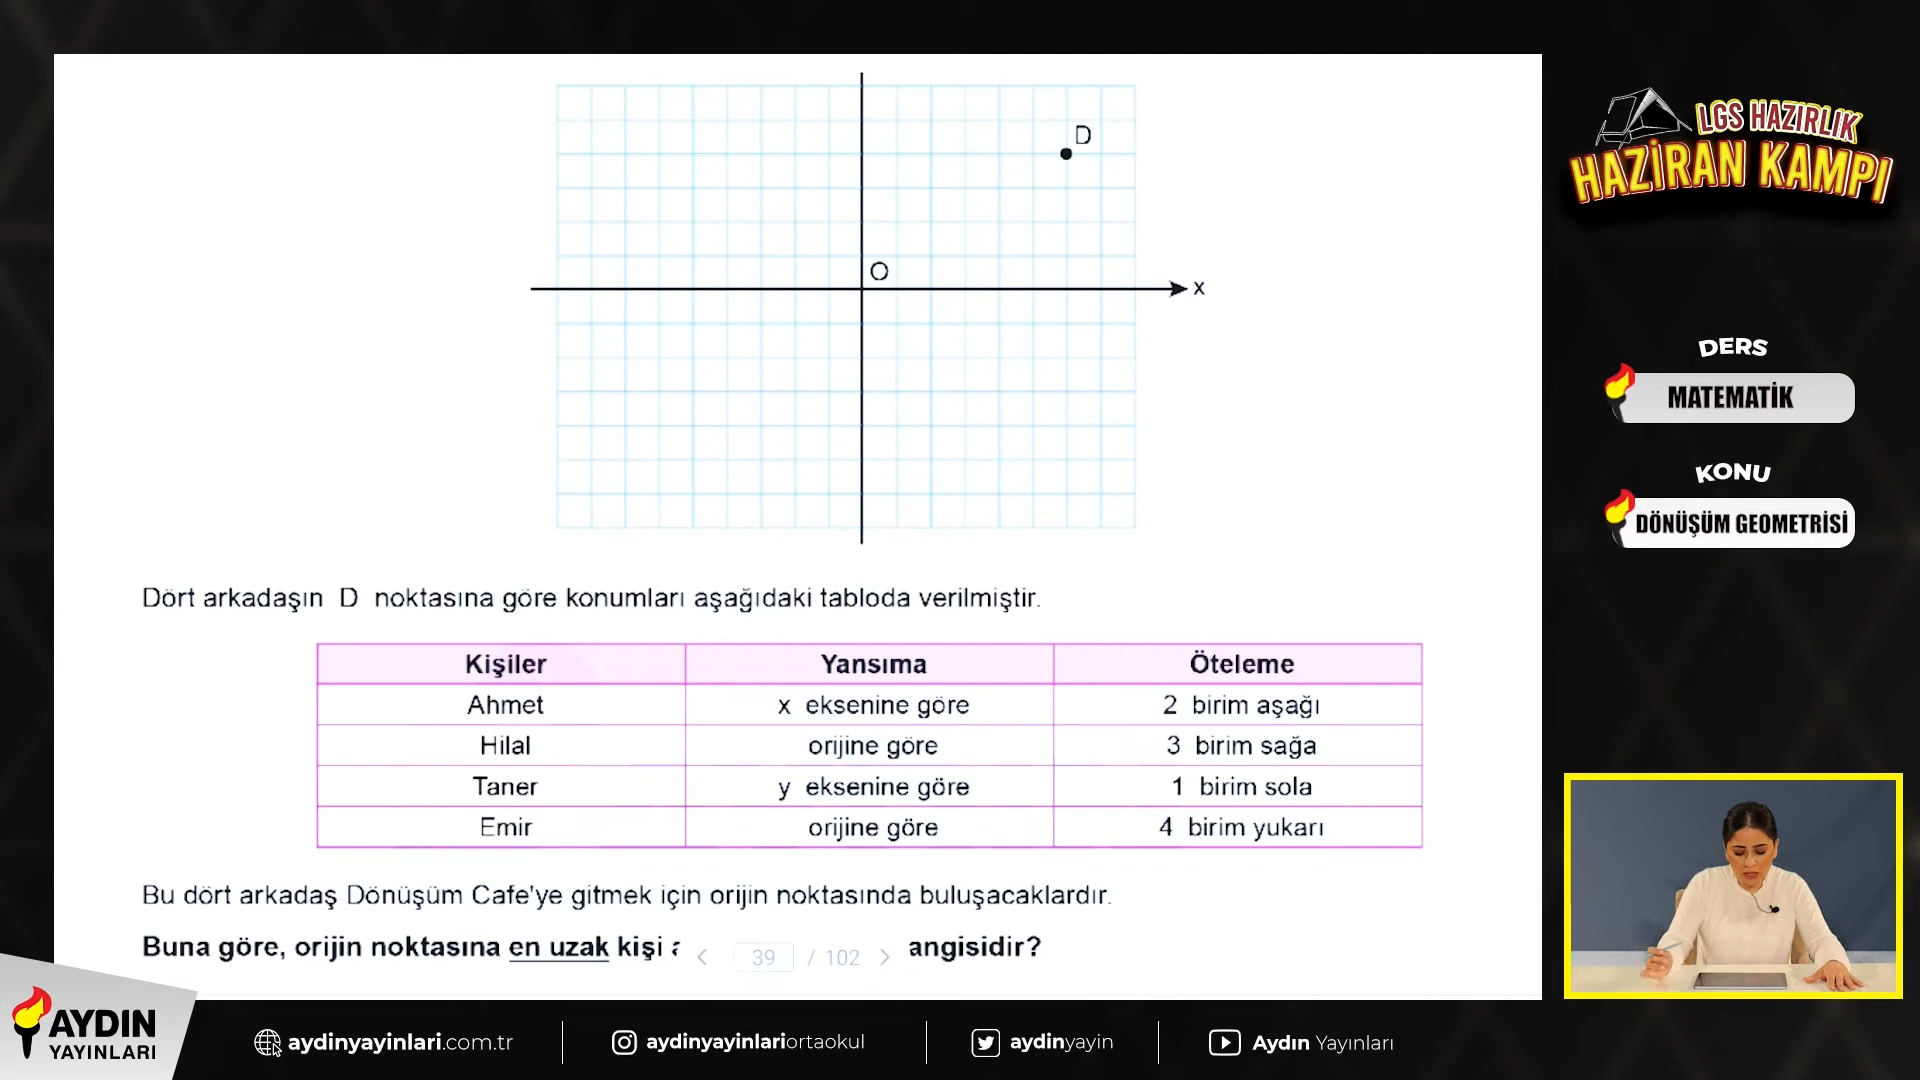 D
O
x
Dört arkadaşın D noktasına göre konumları aşağıdaki tabloda verilmiştir.
Kişiler Yansıma Öteleme
Ahmet x eksenine göre 2 birim aşağı
Hilal orijine göre 3 birim sağa
Taner y eksenine göre 1 birim sola
Emir orijine göre 4 birim yukarı
Bu dört arkadaş Dönüşüm Cafe'ye gitmek için orijin noktasında buluşacaklardır.
Buna göre, orijin noktasına en uzak kişi angisidir?
39 / 102
LGS HAZIRLIK
HAZİRAN KAMPI
DERS
MATEMATİK
KONU
DÖNÜŞÜM GEOMETRİSİ
AYDIN
YAYINLARI
aydinyayinlari.com.tr
aydinyayinlariortaokul
aydinyayin
Aydın Yayınları